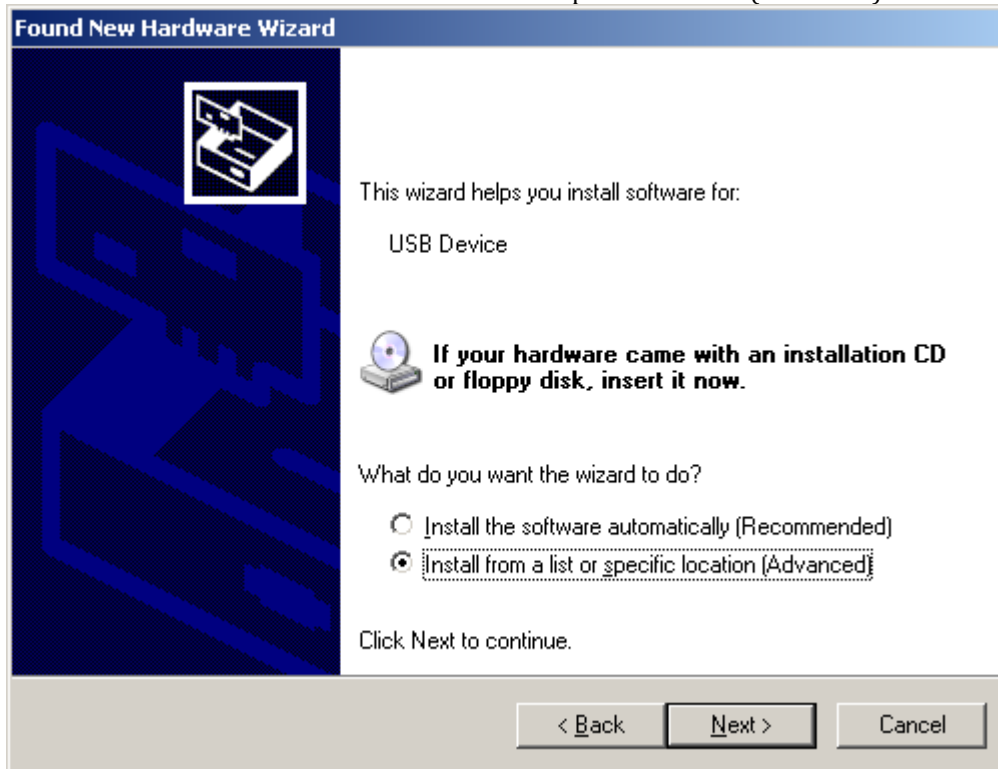 Found New Hardware Wizard
This wizard helps you install software for:
USB Device
If your hardware came with an installation CD
or floppy disk, insert it now.
What do you want the wizard to do?
Install the software automatically (Recommended)
Install from a list or specific location (Advanced)
Click Next to continue.
< Back
Next >
Cancel